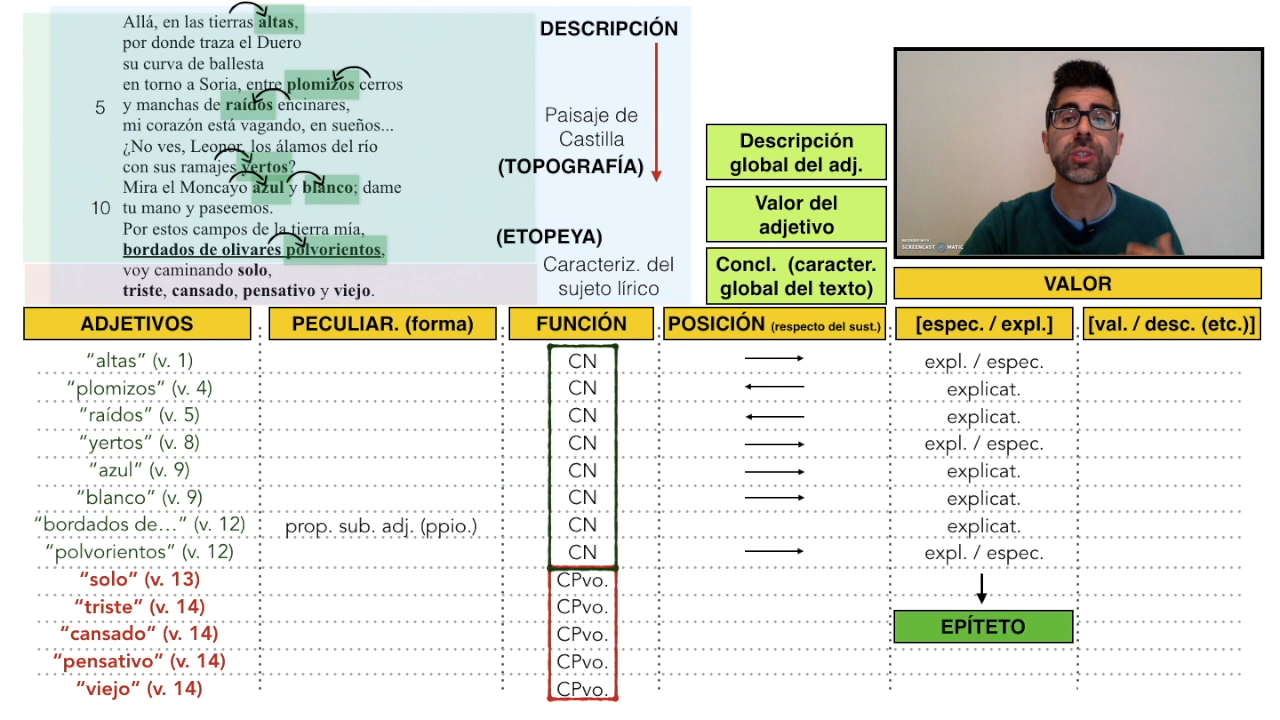 Allá, en las tierras altas,
por donde traza el Duero
su curva de ballesta
en torno a Soria, entre plomizos cerros
5 y manchas de raídos encinares,
mi corazón está vagando, en sueños...
¿No ves, Leonor, los álamos del río
con sus ramajes yertos?
Mira el Moncayo azul y blanco; dame
10 tu mano y paseemos.
Por estos campos de la tierra mía,
bordados de olivares polvorientos,
voy caminando solo,
triste, cansado, pensativo y viejo.
DESCRIPCIÓN
Paisaje de
Castilla
(TOPOGRAFÍA)
(ETOPEYA)
Caracteriz. del
sujeto lírico
Descripción
global del adj.
Valor del
adjetivo
Concl. (caracter.
global del texto)
RECORDED WITH
SCREENCAST MATIC
VALOR
ADJETIVOS PECULIAR. (forma) FUNCIÓN POSICIÓN (respecto del sust.) [espec. / expl.] [val. / desc. (etc.)]
“altas” (v. 1) CN expl. / espec.
“plomizos” (v. 4) CN explicat.
“raídos” (v. 5) CN explicat.
“yertos” (v. 8) CN expl. / espec.
“azul” (v. 9) CN explicat.
“blanco” (v. 9) CN explicat.
“bordados de…” (v. 12) prop. sub. adj. (ppio.) CN explicat.
“polvorientos” (v. 12) CN expl. / espec.
“solo” (v. 13) CPvo.
“triste” (v. 14) CPvo.
“cansado” (v. 14) CPvo.
“pensativo” (v. 14) CPvo.
“viejo” (v. 14) CPvo.
EPÍTETO